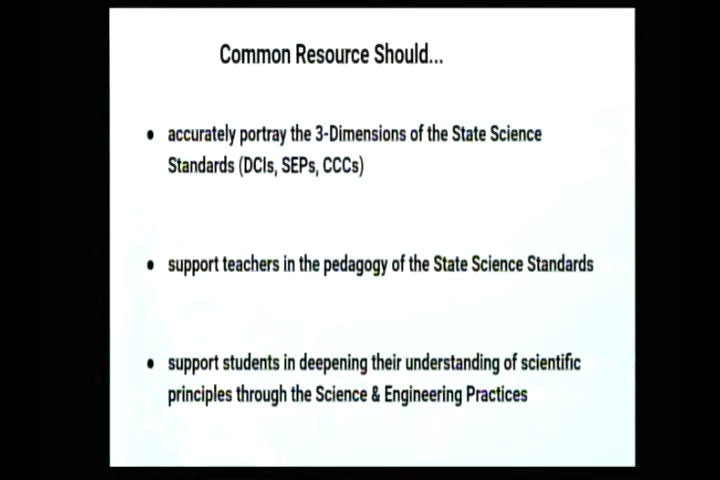 Common Resource Should...
• accurately portray the 3-Dimensions of the State Science
Standards (DCIs, SEPs, CCCs)
• support teachers in the pedagogy of the State Science Standards
• support students in deepening their understanding of scientific
principles through the Science & Engineering Practices